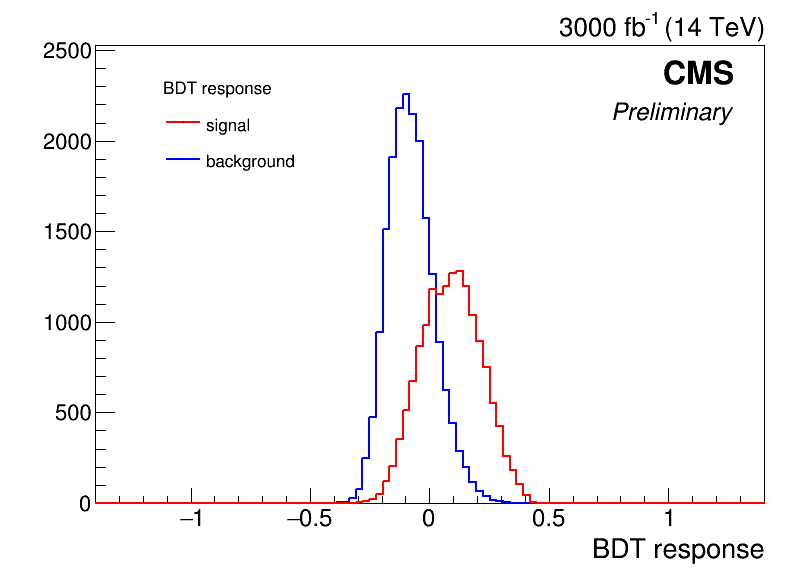 3000 fb-1 (14 TeV)
CMS
Preliminary
BDT response
signal
background
2500
2000
1500
1000
500
0
−1
−0.5
0
0.5
1
BDT response